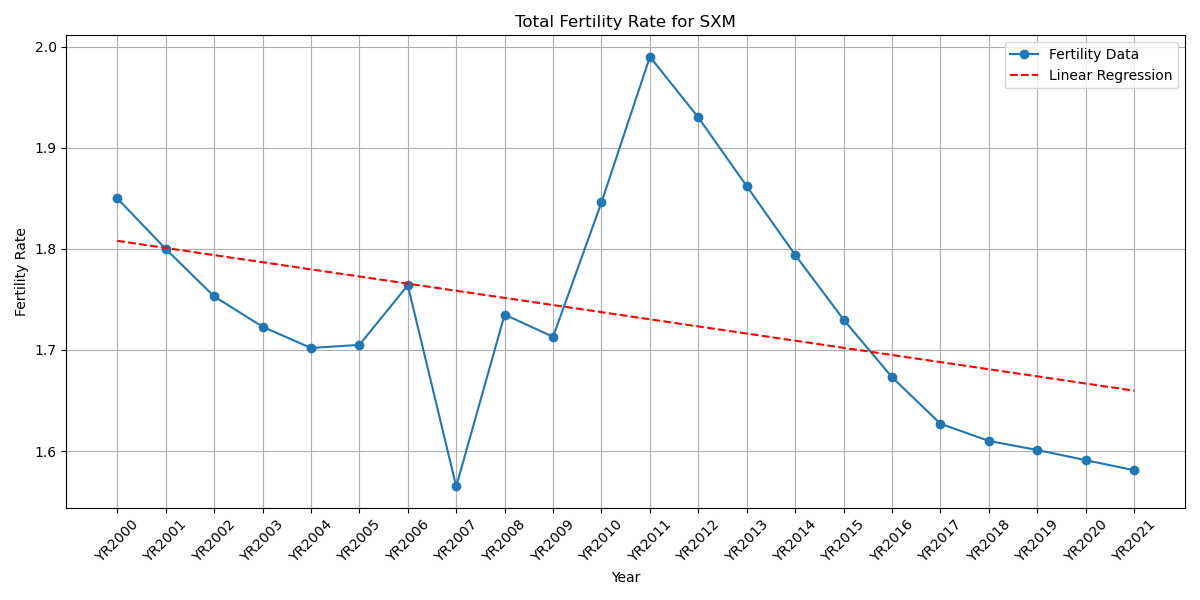 Total Fertility Rate for SXM
Fertility Data
Linear Regression
Fertility Rate
2.0
1.9
1.8
1.7
1.6
YR2000
YR2001
YR2002
YR2003
YR2004
YR2005
YR2006
YR2007
YR2008
YR2009
YR2010
YR2011
YR2012
YR2013
YR2014
YR2015
YR2016
YR2017
YR2018
YR2019
YR2020
YR2021
Year